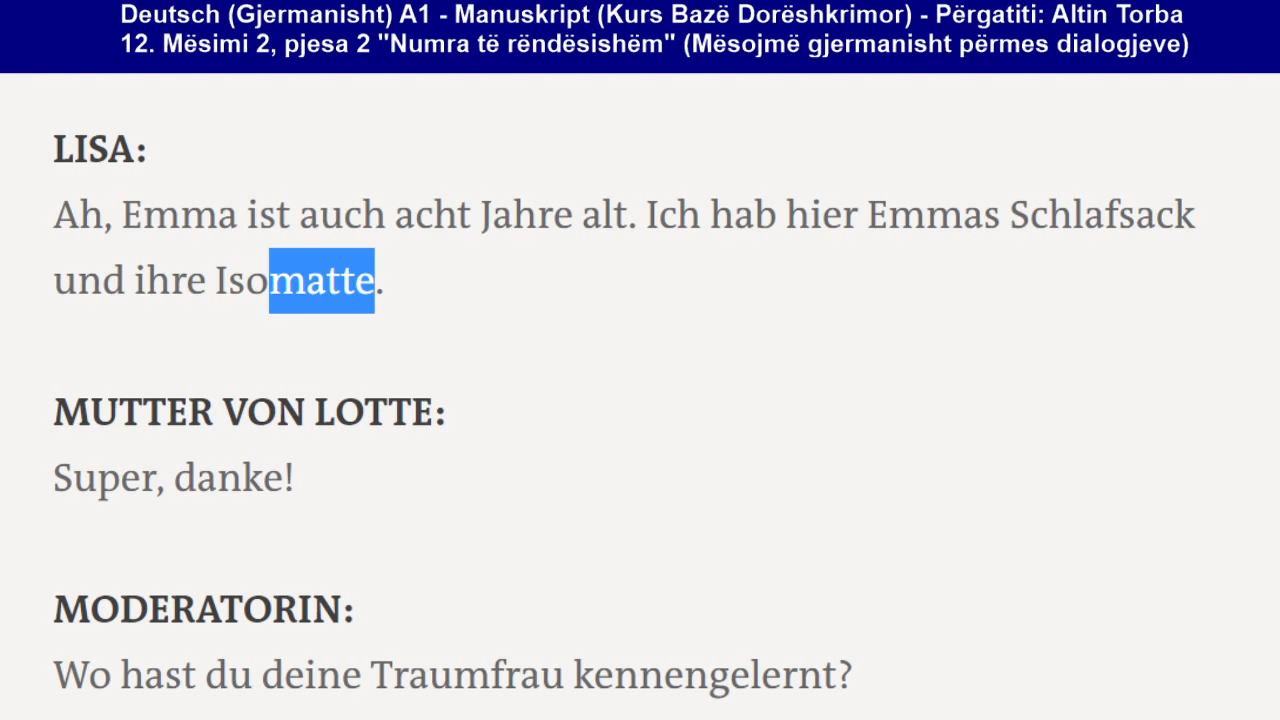 Deutsch (Gjermanisht) A1 - Manuskript (Kurs Bazë Dorëshkrimor) - Përgatiti: Altin Torba
12. Mësimi 2, pjesa 2 "Numra të rëndësishëm" (Mësojmë gjermanisht përmes dialogjeve)
LISA:
Ah, Emma ist auch acht Jahre alt. Ich hab hier Emmas Schlafsack
und ihre Isomatte.
MUTTER VON LOTTE:
Super, danke!
MODERATORIN:
Wo hast du deine Traumfrau kennengelernt?